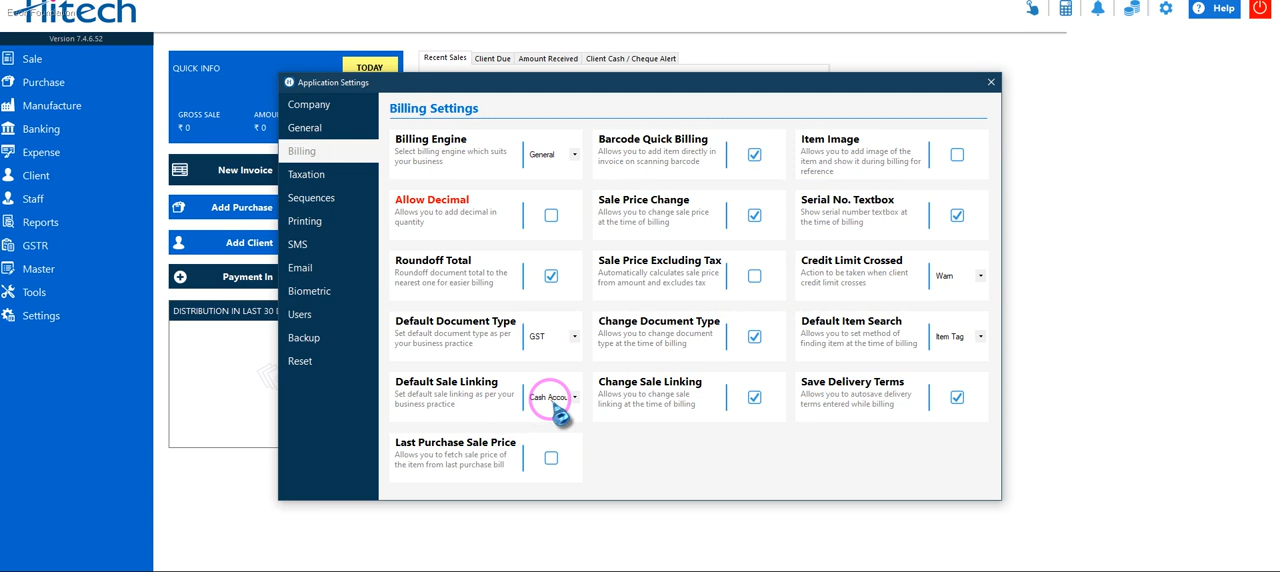 Hitech
Help
Version 7.4.6.52
Sale
Purchase
Manufacture
Banking
Expense
Client
Staff
Reports
GSTR
Master
Tools
Settings
QUICK INFO
TODAY
GROSS SALE
AMOU
₹ 0
₹ 0
New Invoice
Add Purchase
Add Client
Payment In
DISTRIBUTION IN LAST 30 D
Recent Sales
Client Due
Amount Received
Client Cash / Cheque Alert
Application Settings
Company
General
Billing
Taxation
Sequences
Printing
SMS
Email
Biometric
Users
Backup
Reset
Billing Settings
Billing Engine
Select billing engine which suits
your business
General
Barcode Quick Billing
Allows you to add item directly in
invoice on scanning barcode
Item Image
Allows you to add image of the
item and show it during billing for
reference
Allow Decimal
Allows you to add decimal in
quantity
Sale Price Change
Allows you to change sale price
at the time of billing
Serial No. Textbox
Show serial number textbox at
the time of billing
Roundoff Total
Roundoff document total to the
nearest one for easier billing
Sale Price Excluding Tax
Automatically calculates sale price
from amount and excludes tax
Credit Limit Crossed
Action to be taken when client
credit limit crosses
Warn
Default Document Type
Set default document type as per
your business practice
GST
Change Document Type
Allows you to change document
type at the time of billing
Default Item Search
Allows you to set method of
finding item at the time of billing
Item Tag
Default Sale Linking
Set default sale linking as per your
business practice
Cash Accou
Change Sale Linking
Allows you to change sale
linking at the time of billing
Save Delivery Terms
Allows you to autosave delivery
terms entered while billing
Last Purchase Sale Price
Allows you to fetch sale price of
the item from last purchase bill